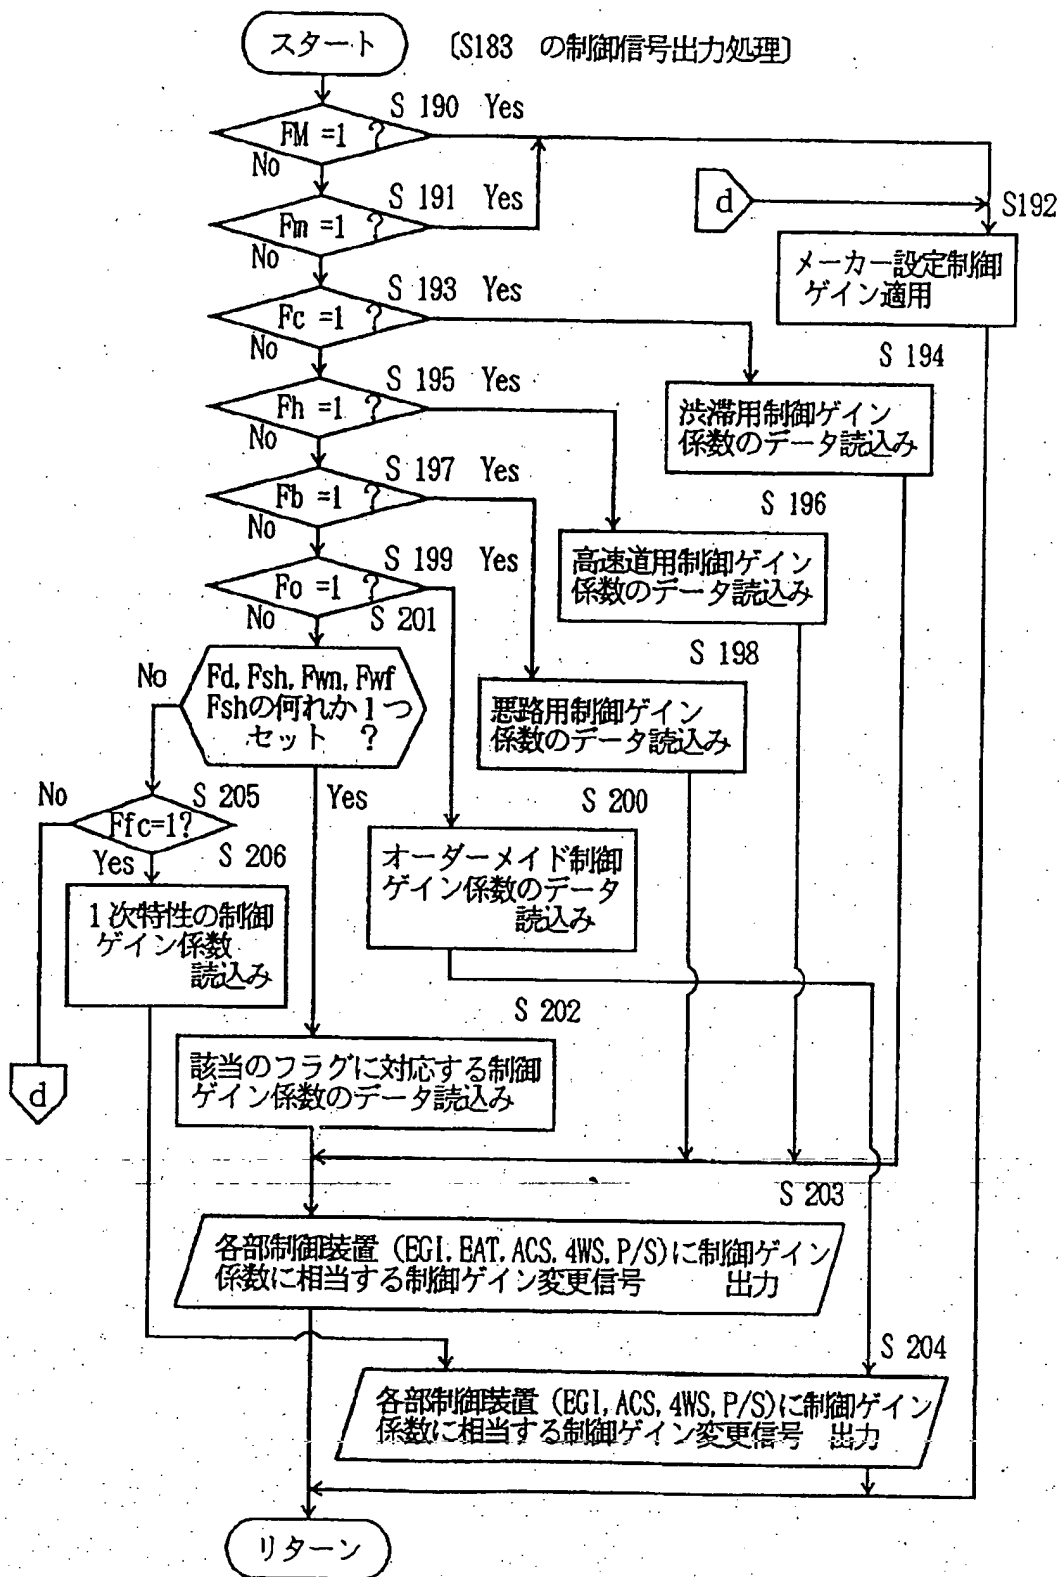 スタート
〔S183 の制御信号出力処理〕
S 190 Yes
FM =1 ?
No
S 191 Yes
Fm =1 ?
No
d
S192
メーカー設定制御
ゲイン適用
S 193 Yes
Fc =1 ?
No
S 194
渋滞用制御ゲイン
係数のデータ読込み
S 195 Yes
Fh =1 ?
No
S 196
高速道用制御ゲイン
係数のデータ読込み
S 197 Yes
Fb =1 ?
No
S 198
悪路用制御ゲイン
係数のデータ読込み
S 199 Yes
Fo =1 ?
No
S 200
オーダーメイド制御
ゲイン係数のデータ
読込み
S 201
Fd, Fsh, Fwn, Fwf
Fshの何れか1つ
セット ?
No
Yes
S 205
Ffc=1?
No
Yes
S 206
1次特性の制御
ゲイン係数
読込み
d
S 202
該当のフラグに対応する制御
ゲイン係数のデータ読込み
S 203
各部制御装置 (EGI. EAT. ACS. 4WS. P/S)に制御ゲイン
係数に相当する制御ゲイン変更信号 出力
S 204
各部制御装置 (EGI, ACS, 4WS, P/S)に制御ゲイン
係数に相当する制御ゲイン変更信号 出力
リターン